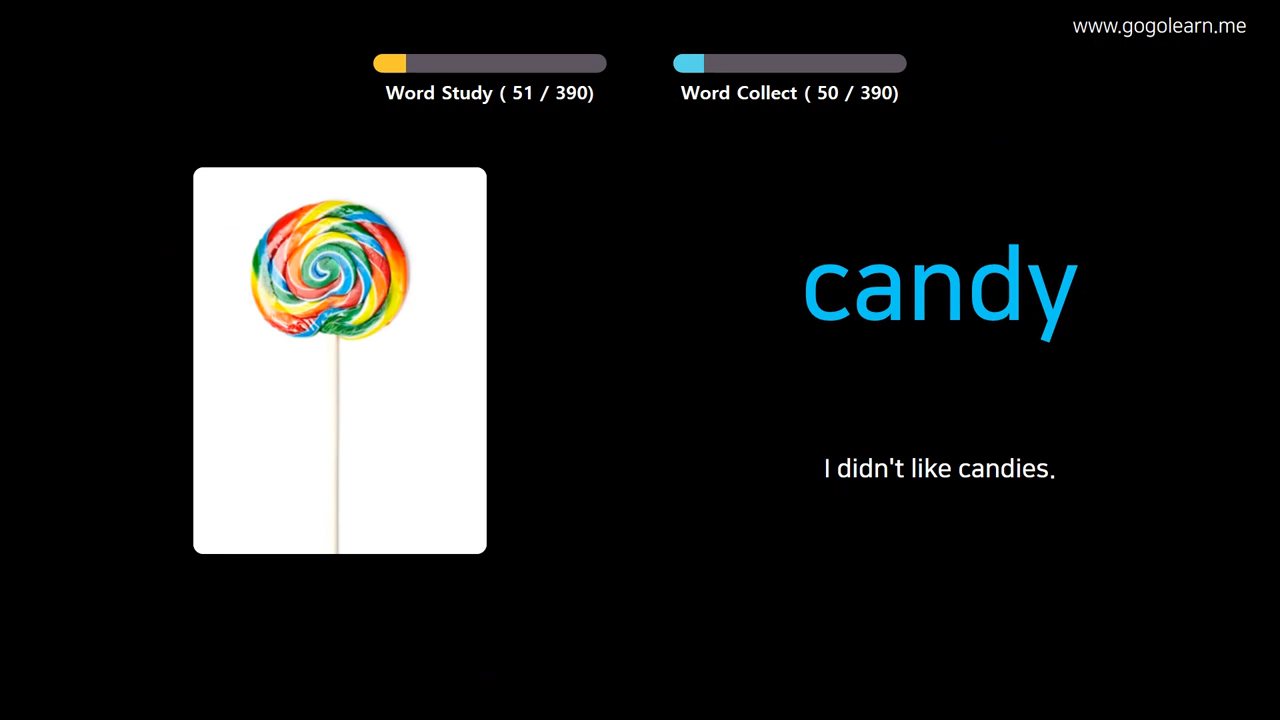 www.gogolearn.me
Word Study ( 51 / 390)
Word Collect ( 50 / 390)
candy
I didn't like candies.